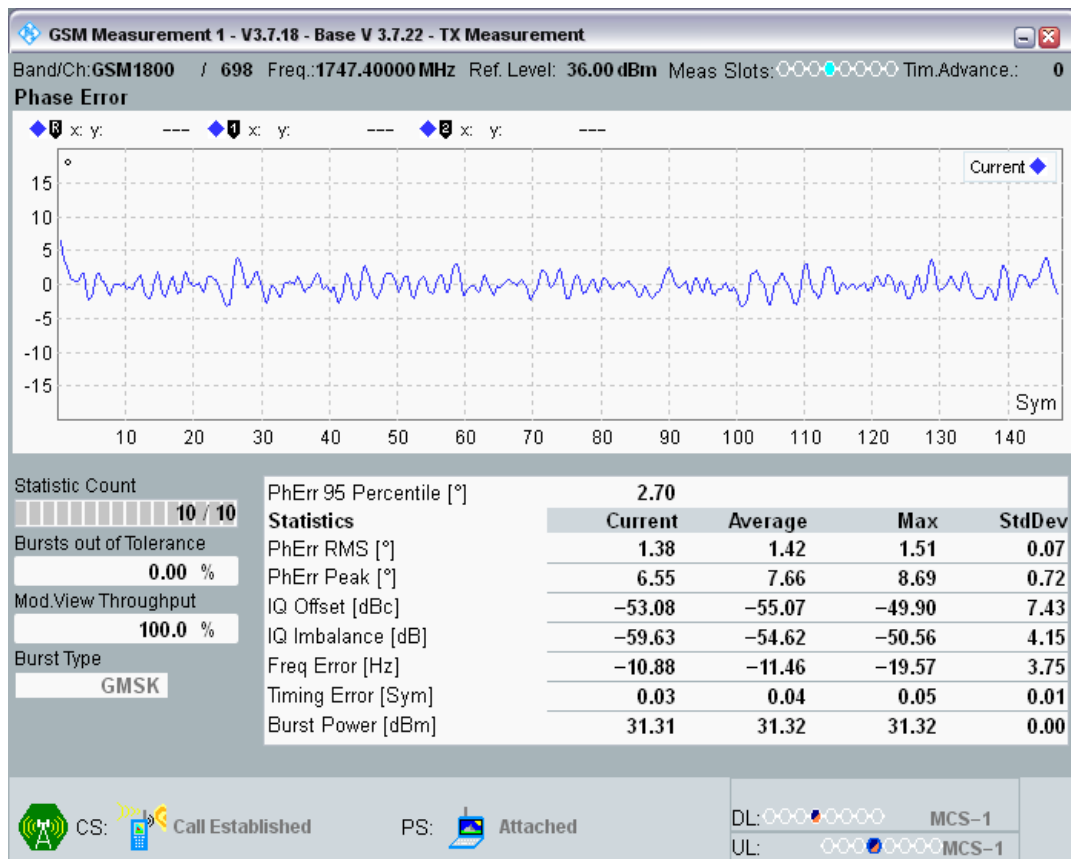 GSM Measurement 1 - V3.7.18 - Base V 3.7.22 - TX Measurement
Band/Ch:GSM1800 / 698 Freq.:1747.40000 MHz Ref. Level: 36.00 dBm Meas Slots: Tim.Advance.: 0
Phase Error
R x: y: --- 1 x: y: --- 2 x: y: ---
°
Current
15
10
5
0
-5
-10
-15
Sym
10 20 30 40 50 60 70 80 90 100 110 120 130 140
Statistic Count
10 / 10
Bursts out of Tolerance
0.00 %
Mod.View Throughput
100.0 %
Burst Type
GMSK
PhErr 95 Percentile [°] 2.70
Statistics Current Average Max StdDev
PhErr RMS [°] 1.38 1.42 1.51 0.07
PhErr Peak [°] 6.55 7.66 8.69 0.72
IQ Offset [dBc] −53.08 −55.07 −49.90 7.43
IQ Imbalance [dB] −59.63 −54.62 −50.56 4.15
Freq Error [Hz] −10.88 −11.46 −19.57 3.75
Timing Error [Sym] 0.03 0.04 0.05 0.01
Burst Power [dBm] 31.31 31.32 31.32 0.00
CS: Call Established PS: Attached
DL: MCS−1
UL: MCS−1